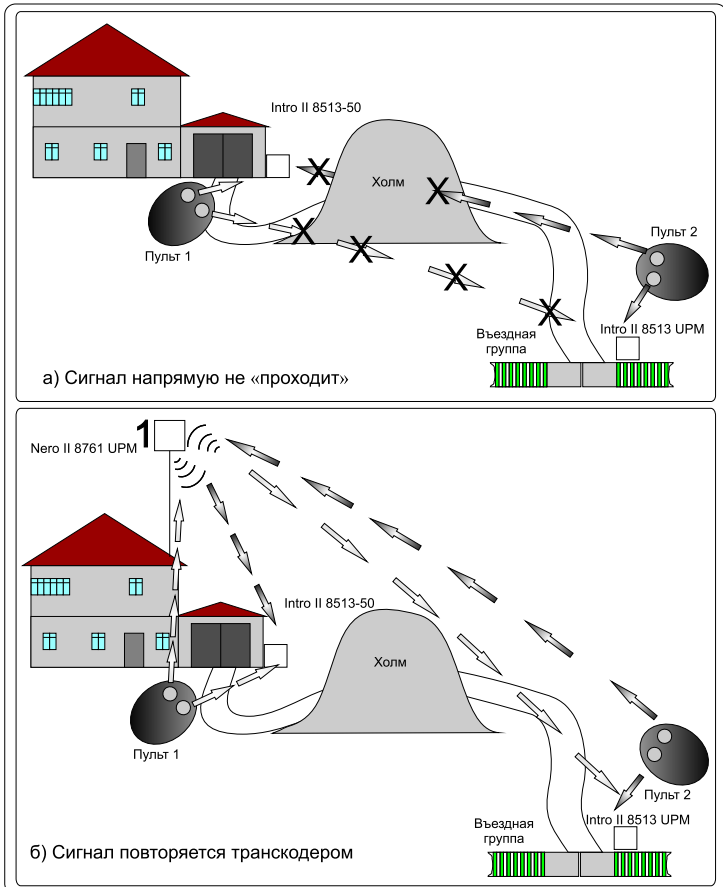 Intro II 8513-50
Холм
Пульт 1
Пульт 2
Intro II 8513 UPM
Въездная
группа
а) Сигнал напрямую не «проходит»
1
Nero II 8761 UPM
Intro II 8513-50
Холм
Пульт 1
Пульт 2
Intro II 8513 UPM
Въездная
группа
б) Сигнал повторяется транскодером